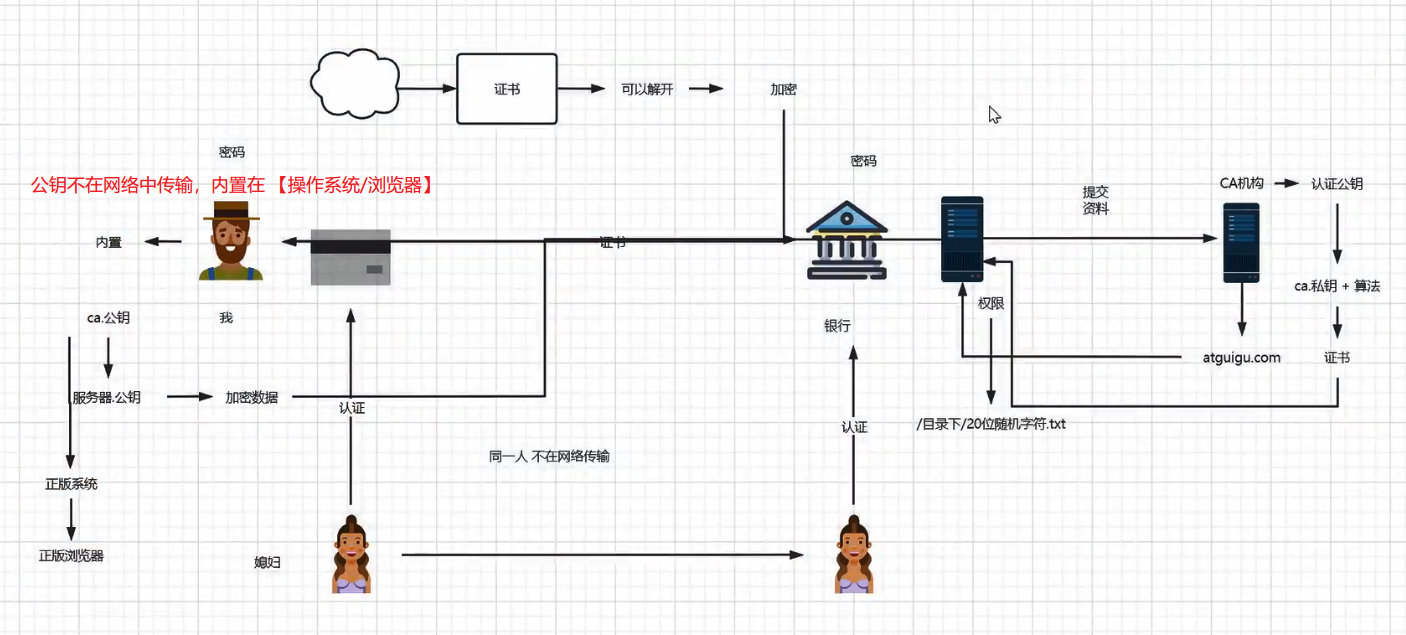 证书
可以解开
加密
密码
密码
公钥不在网络中传输，内置在 【操作系统/浏览器】
CA机构
认证公钥
提交
资料
内置
证书
ca.私钥 + 算法
权限
ca.公钥
我
银行
atguigu.com
证书
服务器.公钥
加密数据
认证
认证
/目录下/20位随机字符.txt
同一人 不在网络传输
正版系统
正版浏览器
媳妇